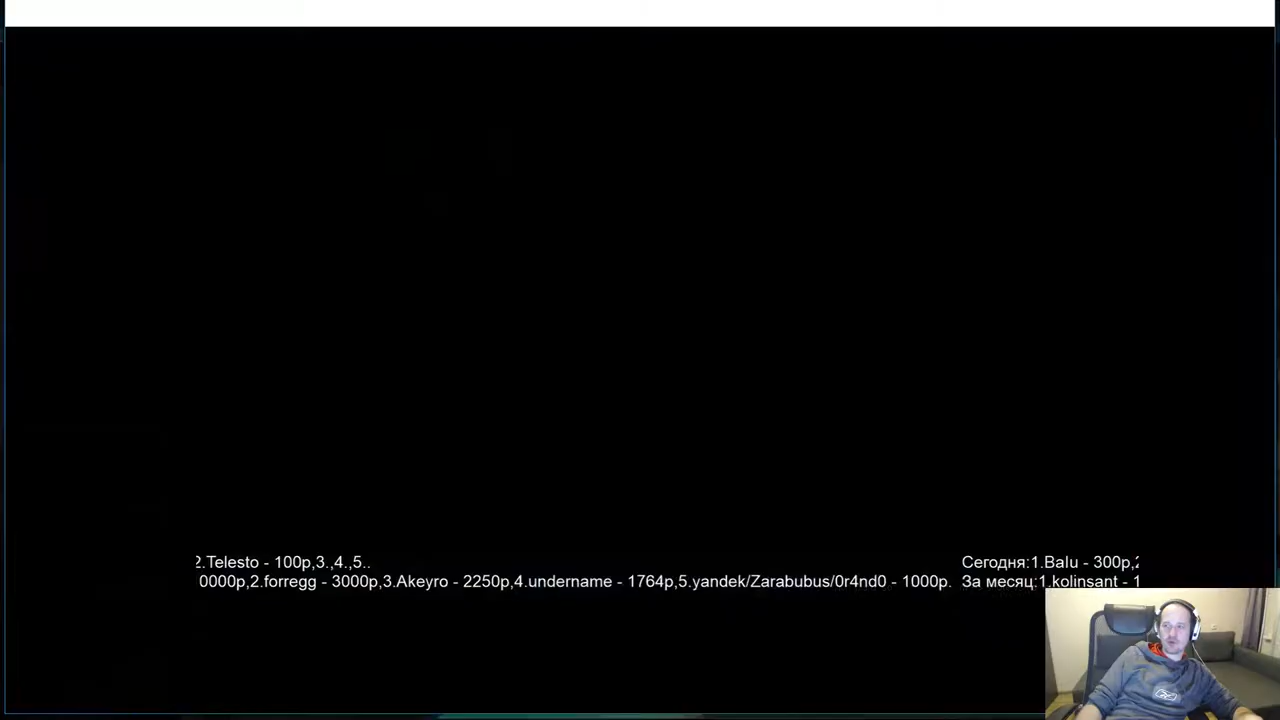 2.Telesto - 100р,3.,4.,5.. Сегодня:1.Balu - 300р,2
0000р,2.forregg - 3000р,3.Akeyro - 2250р,4.undername - 1764р,5.yandek/Zarabubus/0r4nd0 - 1000р. За месяц:1.kolinsant - 1